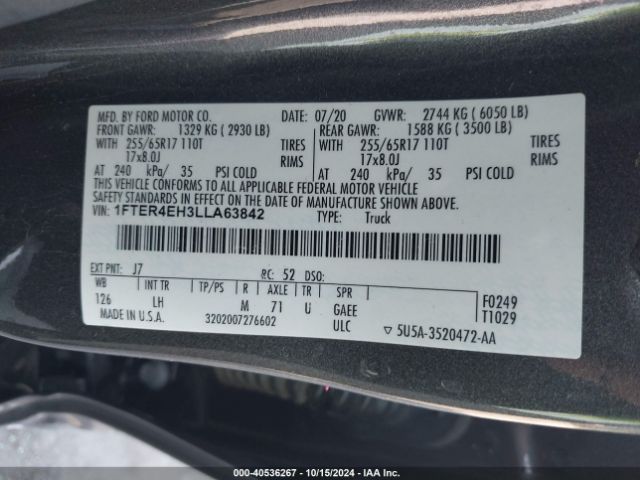 MFD. BY FORD MOTOR CO.
DATE: 07/20 GVWR: 2744 KG ( 6050 LB)
FRONT GAWR: 1329 KG ( 2930 LB)
REAR GAWR: 1588 KG ( 3500 LB)
WITH 255/65R17 110T TIRES
WITH 255/65R17 110T TIRES
17x8.0J RIMS
17x8.0J RIMS
AT 240 kPa/ 35 PSI COLD
AT 240 kPa/ 35 PSI COLD
THIS VEHICLE CONFORMS TO ALL APPLICABLE FEDERAL MOTOR VEHICLE
SAFETY STANDARDS IN EFFECT ON THE DATE OF MANUFACTURE SHOWN ABOVE.
VIN: 1FTER4EH3LLA63842
TYPE: Truck
EXT PNT: J7 RC: 52 DSO:
WB INT TR TP/PS R AXLE TR SPR
126 LH M 71 U GAEE
ULC
F0249
T1029
MADE IN U.S.A. 3202007276602
▽ 5U5A-3520472-AA
000-40536267 - 10/15/2024 - IAA Inc.